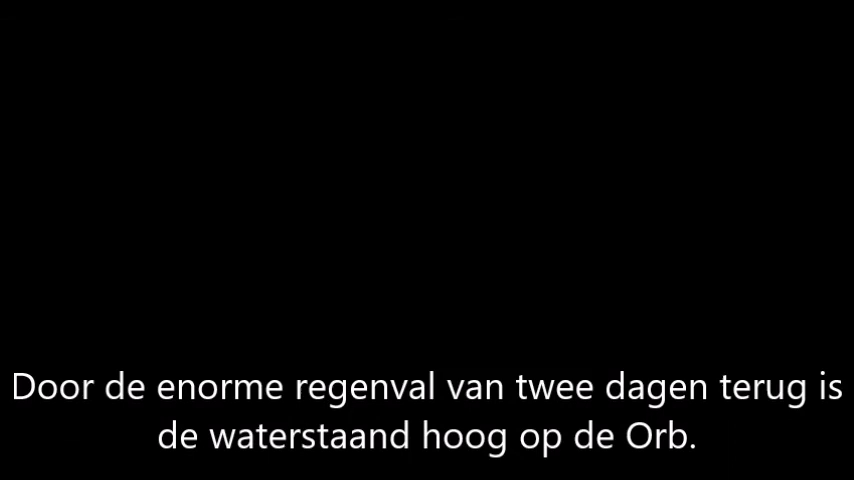 Door de enorme regenval van twee dagen terug is
de waterstaand hoog op de Orb.